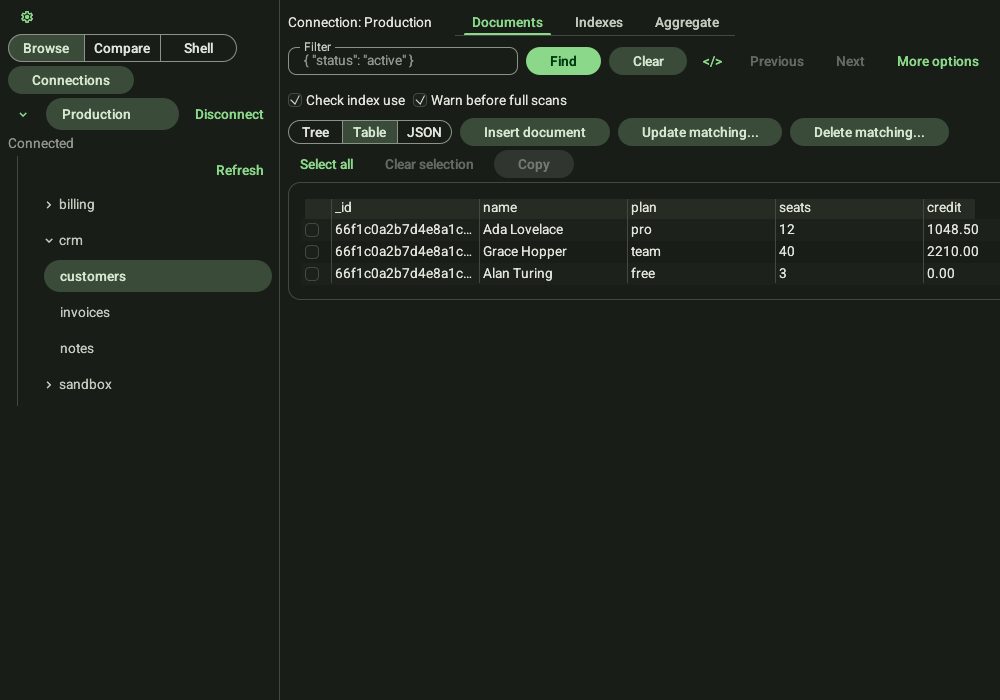 Browse Compare Shell
Connections
Production Disconnect
Connected
Refresh
billing
crm
customers
invoices
notes
sandbox
Connection: Production Documents Indexes Aggregate
Filter
{ "status": "active" } Find Clear </> Previous Next More options
Check index use Warn before full scans
Tree Table JSON Insert document Update matching... Delete matching...
Select all Clear selection Copy
_id name plan seats credit
66f1c0a2b7d4e8a1c... Ada Lovelace pro 12 1048.50
66f1c0a2b7d4e8a1c... Grace Hopper team 40 2210.00
66f1c0a2b7d4e8a1c... Alan Turing free 3 0.00